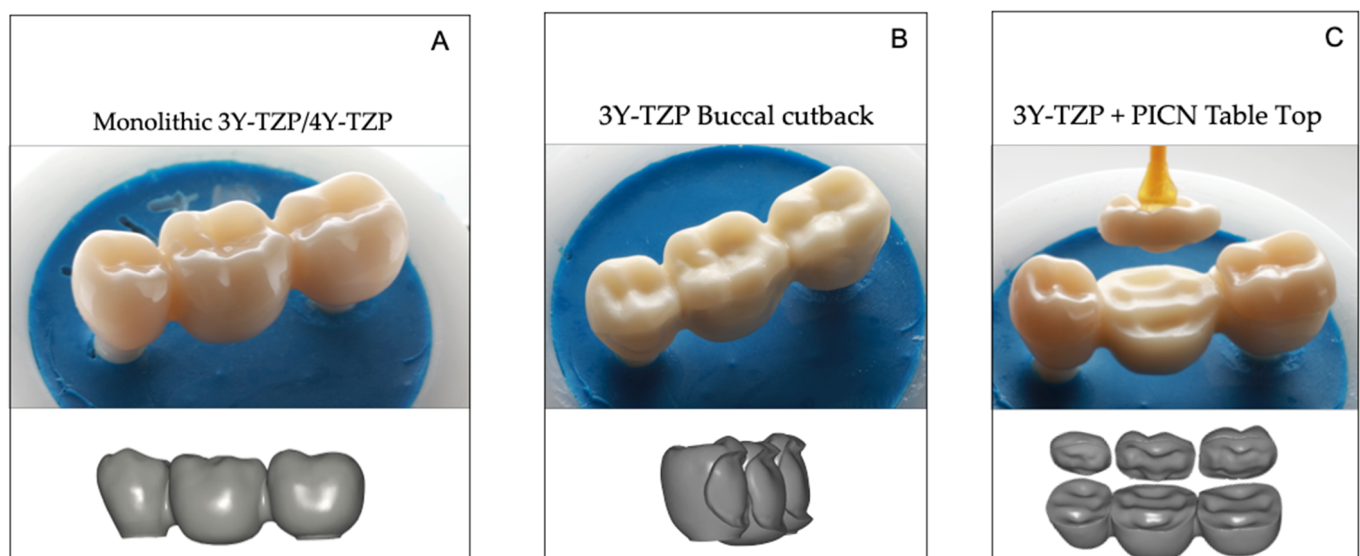 A
Monolithic 3Y-TZP/4Y-TZP
B
3Y-TZP Buccal cutback
C
3Y-TZP + PICN Table Top